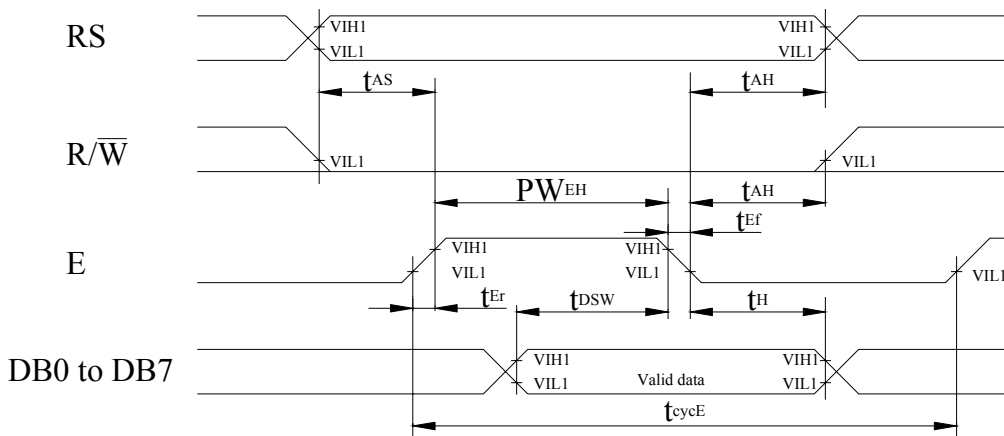 RS
VIH1
VIH1
VIL1
VIL1
tAS
tAH
R/W̅
VIL1
VIL1
PWEH
tAH
tEf
E
VIH1
VIH1
VIL1
VIL1
VIL1
tEr
tDSW
tH
DB0 to DB7
VIH1
VIH1
VIL1
Valid data
VIL1
tcycE